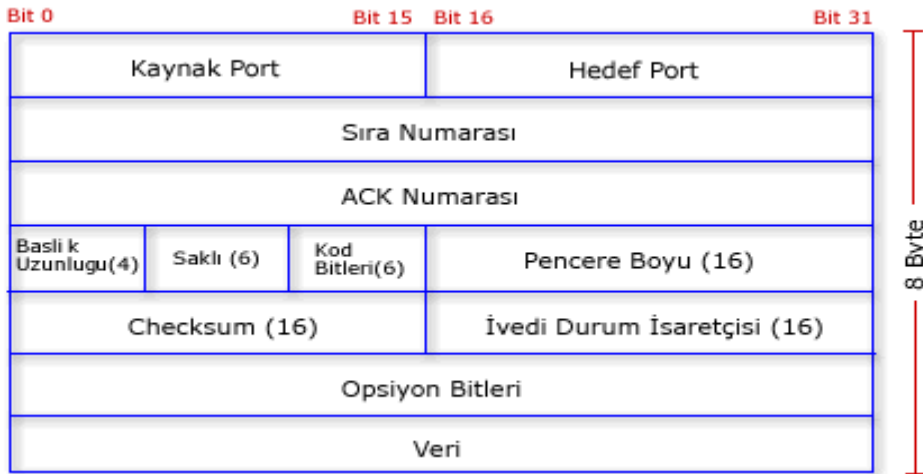 Bit 0 Bit 15 Bit 16 Bit 31
Kaynak Port Hedef Port
Sıra Numarası
ACK Numarası
Basli k
Uzunlugu(4)
Saklı (6)
Kod
Bitleri(6)
Pencere Boyu (16)
Checksum (16) İvedi Durum İsaretçisi (16)
Opsiyon Bitleri
Veri
8 Byte